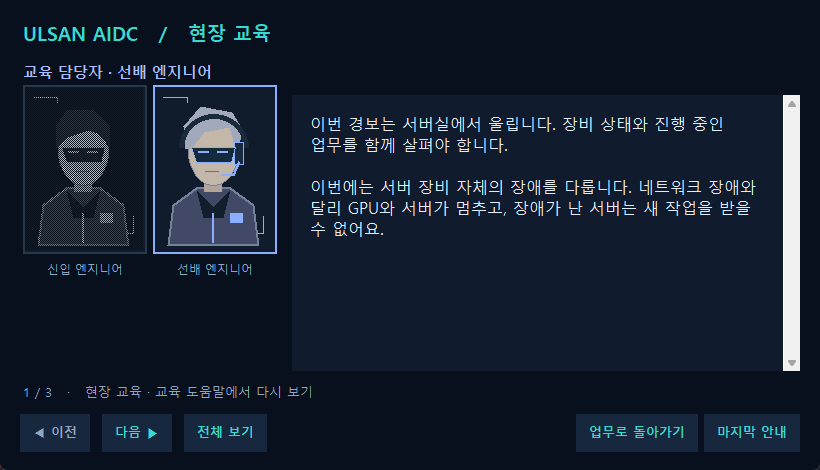 ULSAN AIDC / 현장 교육
교육 담당자 · 선배 엔지니어
신입 엔지니어
선배 엔지니어
이번 경보는 서버실에서 울립니다. 장비 상태와 진행 중인
업무를 함께 살펴야 합니다.
이번에는 서버 장비 자체의 장애를 다룹니다. 네트워크 장애와
달리 GPU와 서버가 멈추고, 장애가 난 서버는 새 작업을 받을
수 없어요.
1 / 3 · 현장 교육 · 교육 도움말에서 다시 보기
◀ 이전
다음 ▶
전체 보기
업무로 돌아가기
마지막 안내